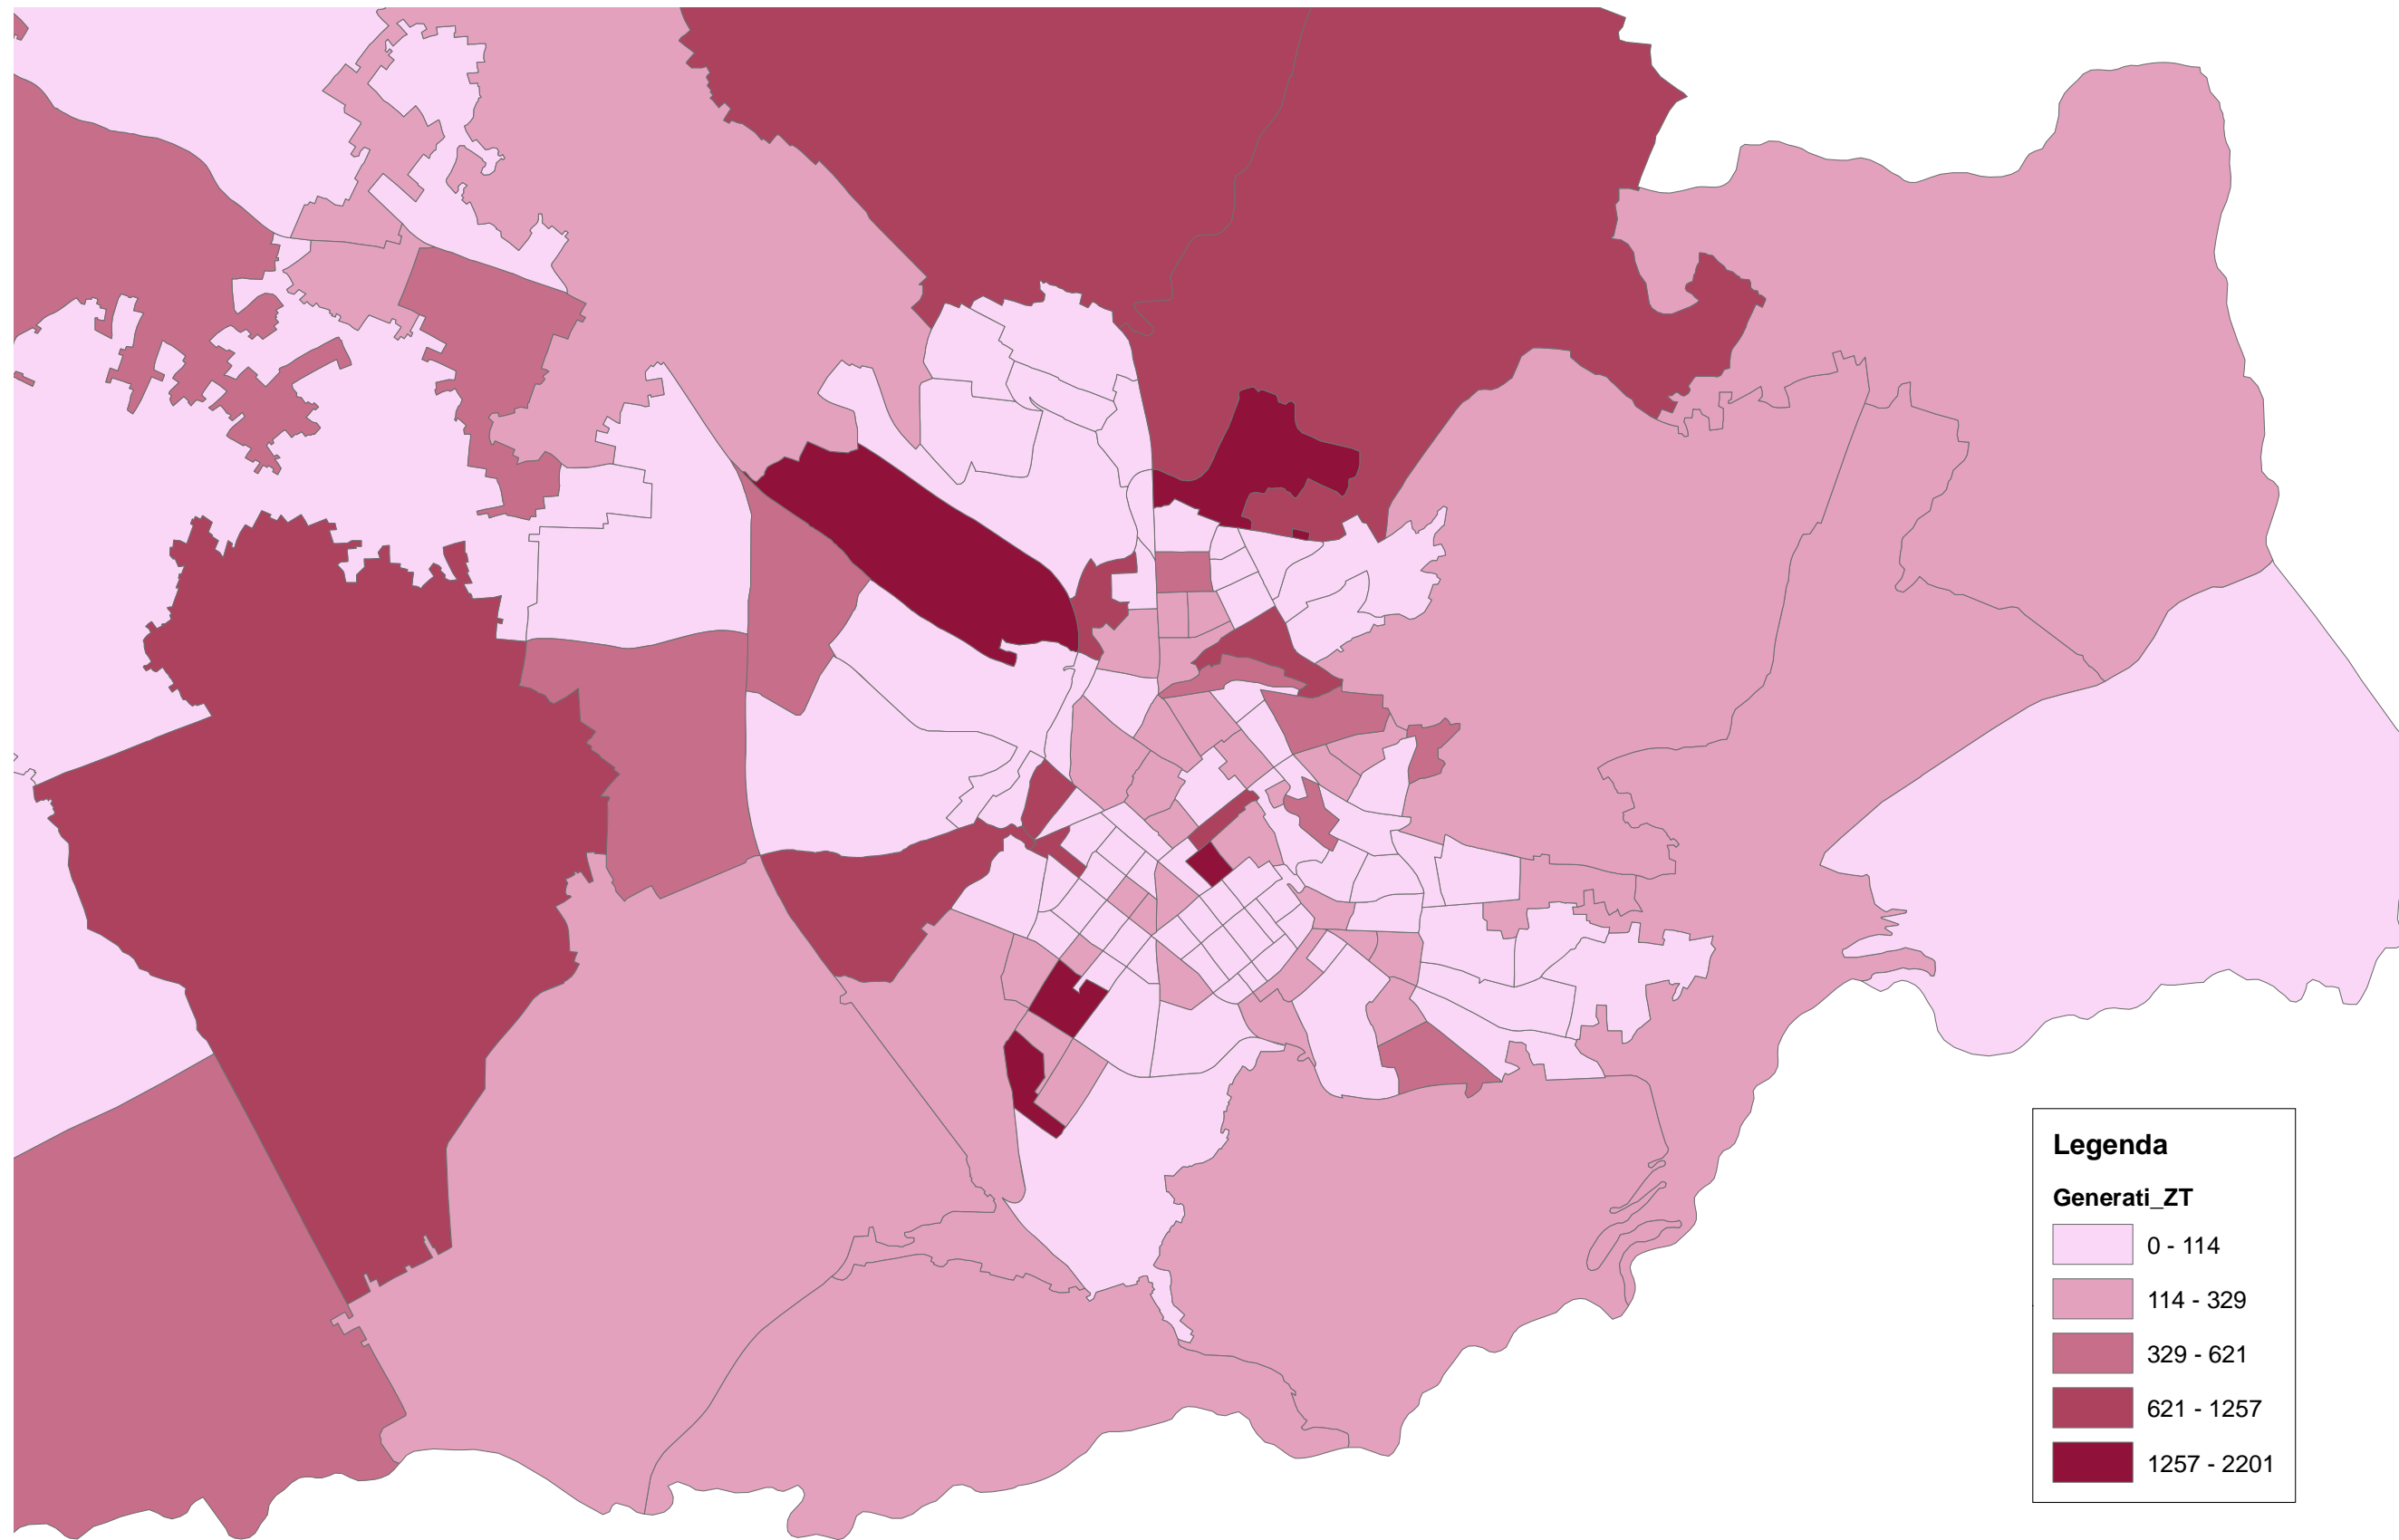 Legenda
Generati_ZT
0 - 114
114 - 329
329 - 621
621 - 1257
1257 - 2201